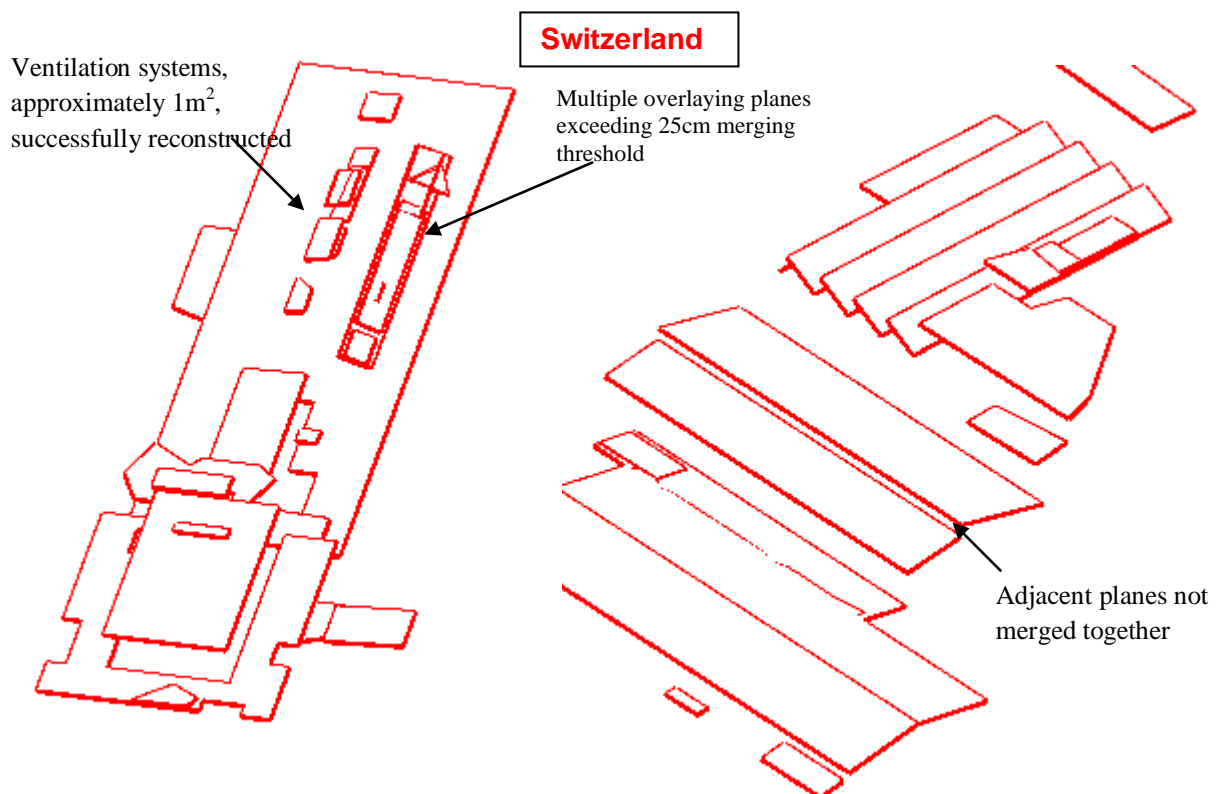 Switzerland
Ventilation systems,
approximately 1m²,
successfully reconstructed
Multiple overlaying planes
exceeding 25cm merging
threshold
Adjacent planes not
merged together